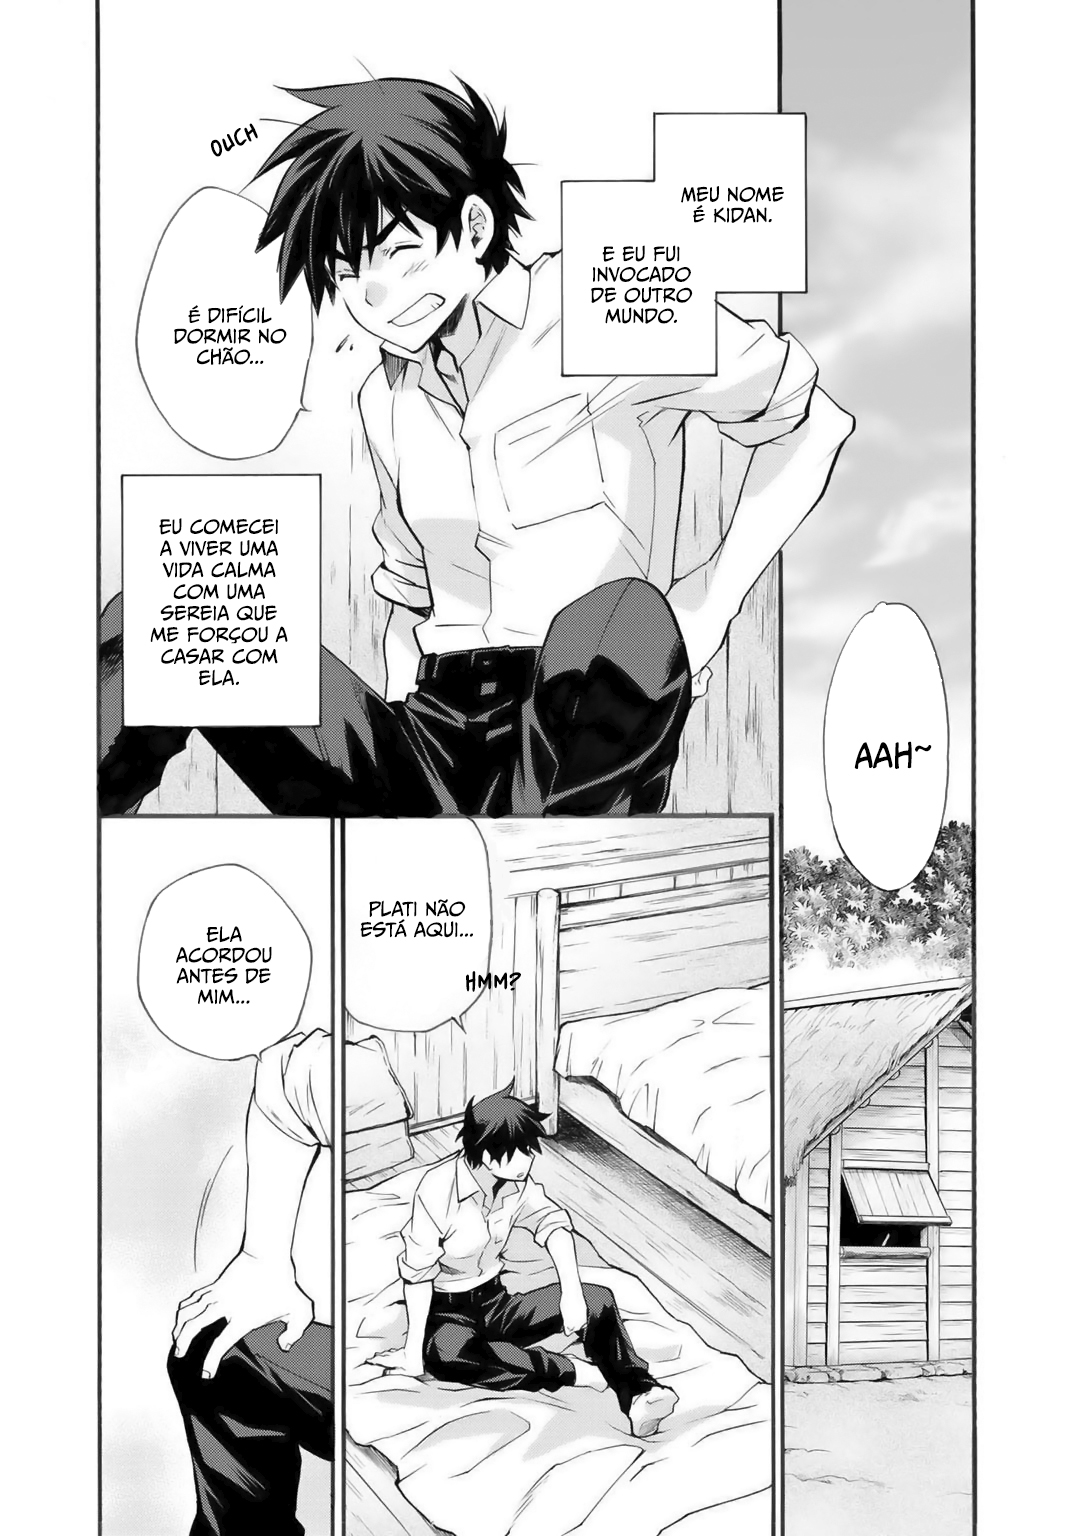 AAH~
MEU NOME
É KIDAN.
E EU FUI
INVOCADO
DE OUTRO
MUNDO.
OUCH
É DIFÍCIL
DORMIR NO
CHÃO...
EU COMECEI
A VIVER UMA
VIDA CALMA
COM UMA
SEREIA QUE
ME FORÇOU A
CASAR COM
ELA.
PLATI NÃO
ESTÁ AQUI...
HMM?
ELA
ACORDOU
ANTES DE
MIM...